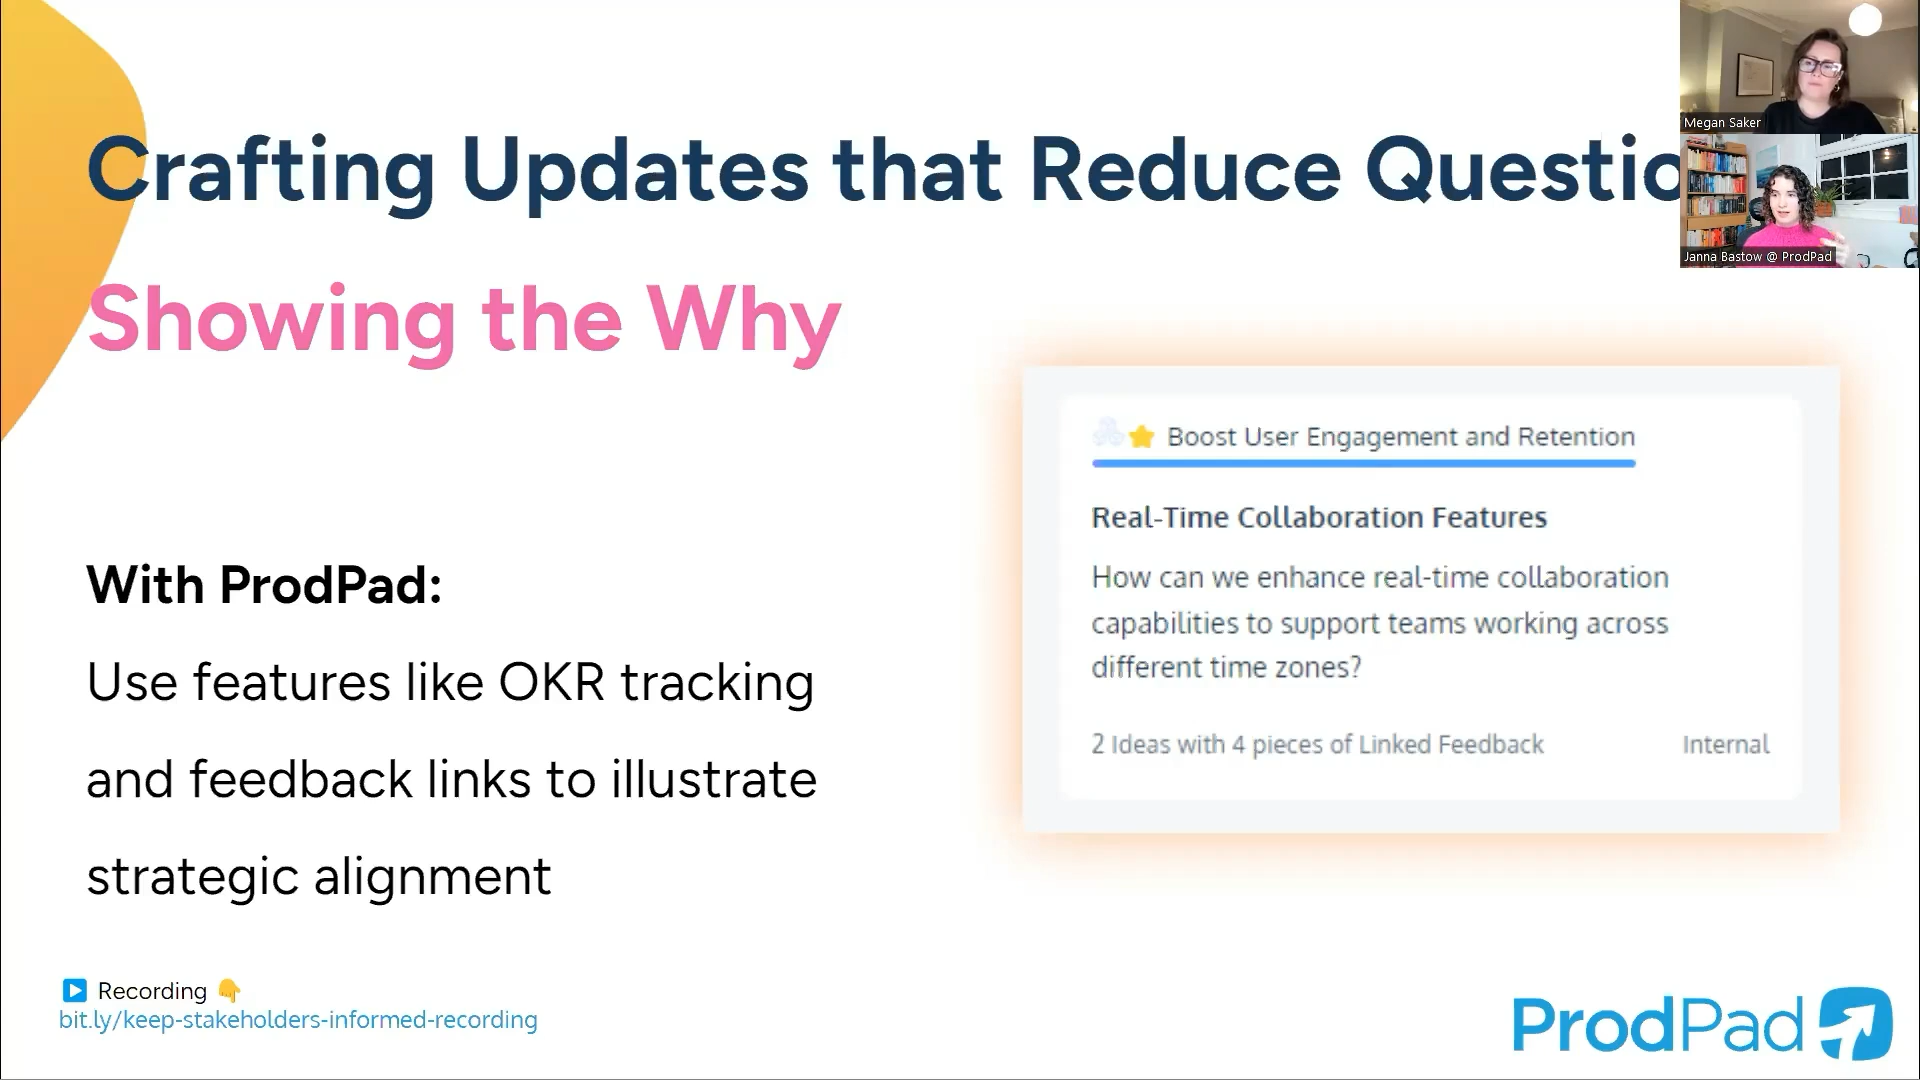 Crafting Updates that Reduce Questio
Showing the Why
With ProdPad:
Use features like OKR tracking
and feedback links to illustrate
strategic alignment
Boost User Engagement and Retention
Real-Time Collaboration Features
How can we enhance real-time collaboration
capabilities to support teams working across
different time zones?
2 Ideas with 4 pieces of Linked Feedback Internal
Recording
bit.ly/keep-stakeholders-informed-recording
ProdPad
Megan Saker
Janna Bastow @ ProdPad